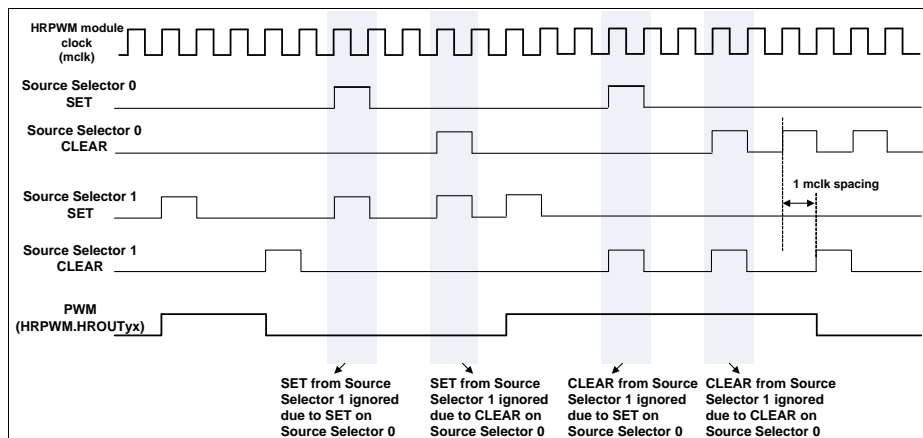 HRPWM module
clock
(mclk)
Source Selector 0
SET
Source Selector 0
CLEAR
Source Selector 1
SET
1 mclk spacing
Source Selector 1
CLEAR
PWM
(HRPWM.HROUTyx)
SET from Source
Selector 1 ignored
due to SET on
Source Selector 0
SET from Source
Selector 1 ignored
due to CLEAR on
Source Selector 0
CLEAR from Source
Selector 1 ignored
due to SET on
Source Selector 0
CLEAR from Source
Selector 1 ignored
due to CLEAR on
Source Selector 0